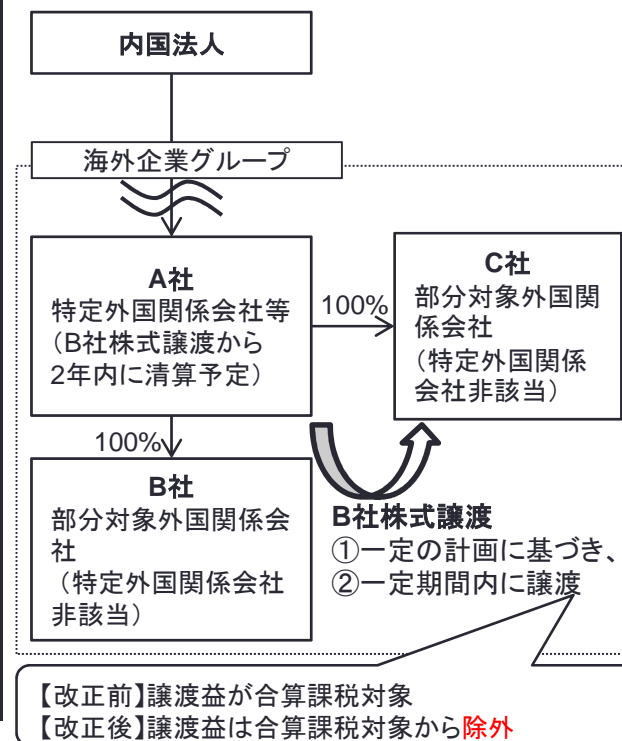 内国法人
海外企業グループ
A社
特定外国関係会社等
（B社株式譲渡から
2年内に清算予定）
100%
C社
部分対象外国関
係会社
（特定外国関係
会社非該当）
100%
B社
部分対象外国関係会
社
（特定外国関係会社
非該当）
B社株式譲渡
①一定の計画に基づき、
②一定期間内に譲渡
【改正前】譲渡益が合算課税対象
【改正後】譲渡益は合算課税対象から除外